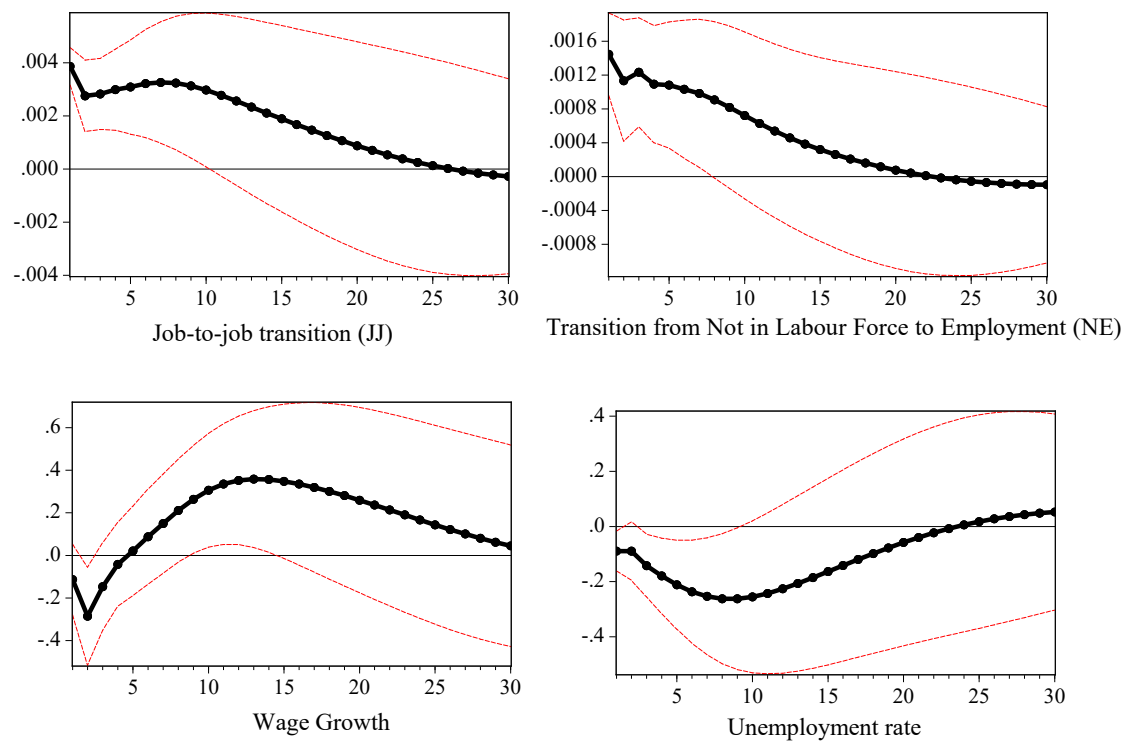 .004
.002
.000
-.002
-.004
5 10 15 20 25 30
Job-to-job transition (JJ)
.0016
.0012
.0008
.0004
.0000
-.0004
-.0008
5 10 15 20 25 30
Transition from Not in Labour Force to Employment (NE)
.6
.4
.2
.0
-.2
-.4
5 10 15 20 25 30
Wage Growth
.4
.2
.0
-.2
-.4
5 10 15 20 25 30
Unemployment rate